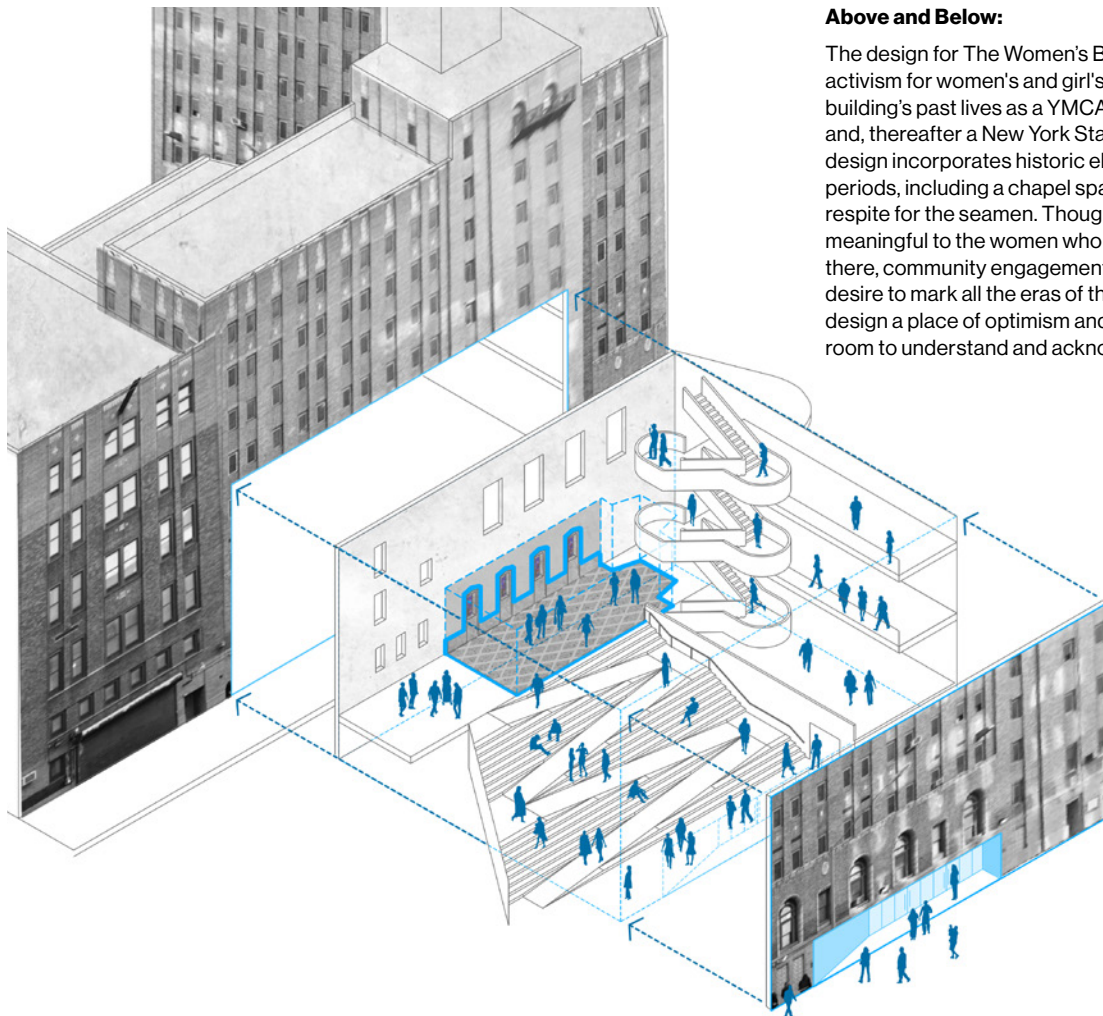 Above and Below:
The design for The Women's B
activism for women's and girl's
building's past lives as a YMCA
and, thereafter a New York Sta
design incorporates historic el
periods, including a chapel spa
respite for the seamen. Thoug
meaningful to the women who
there, community engagement
desire to mark all the eras of th
design a place of optimism and
room to understand and ackno